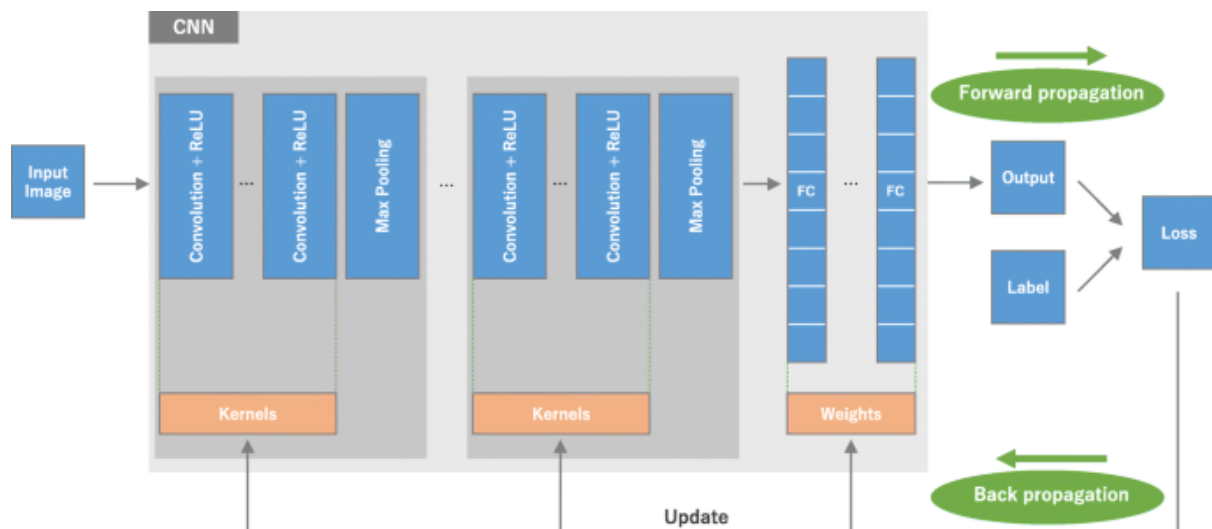 CNN
Forward propagation
Input
Image
Convolution + ReLU
...
Convolution + ReLU
Max Pooling
...
Convolution + ReLU
...
Convolution + ReLU
Max Pooling
FC
...
FC
Output
Label
Loss
Kernels
Kernels
Weights
Back propagation
Update